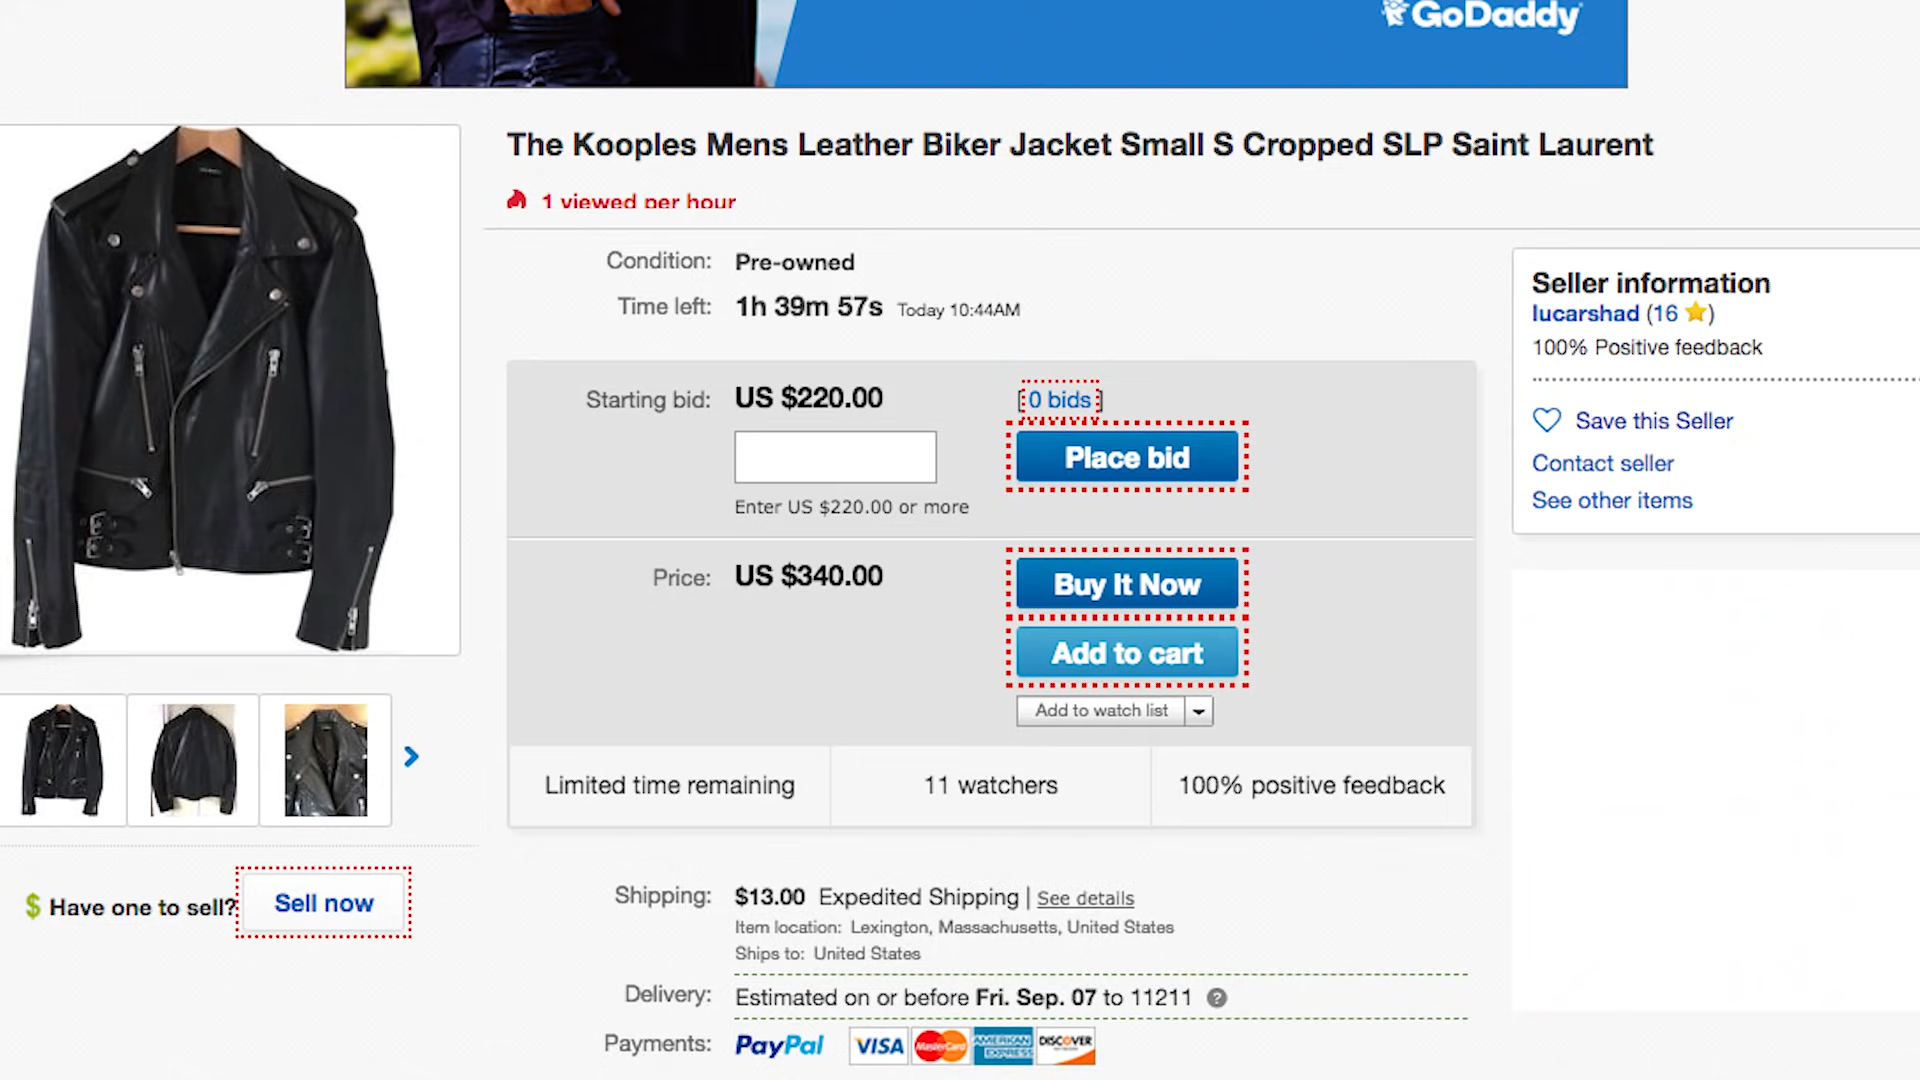 GoDaddy
The Kooples Mens Leather Biker Jacket Small S Cropped SLP Saint Laurent
1 viewed per hour
Condition: Pre-owned
Time left: 1h 39m 57s Today 10:44AM
Starting bid: US $220.00 [0 bids]
Place bid
Enter US $220.00 or more
Price: US $340.00
Buy It Now
Add to cart
Add to watch list
Limited time remaining 11 watchers 100% positive feedback
Seller information
lucarshad (16)
100% Positive feedback
Save this Seller
Contact seller
See other items
$ Have one to sell? Sell now
Shipping: $13.00 Expedited Shipping | See details
Item location: Lexington, Massachusetts, United States
Ships to: United States
Delivery: Estimated on or before Fri. Sep. 07 to 11211 ?
Payments: PayPal VISA MasterCard AMERICAN EXPRESS DISCOVER